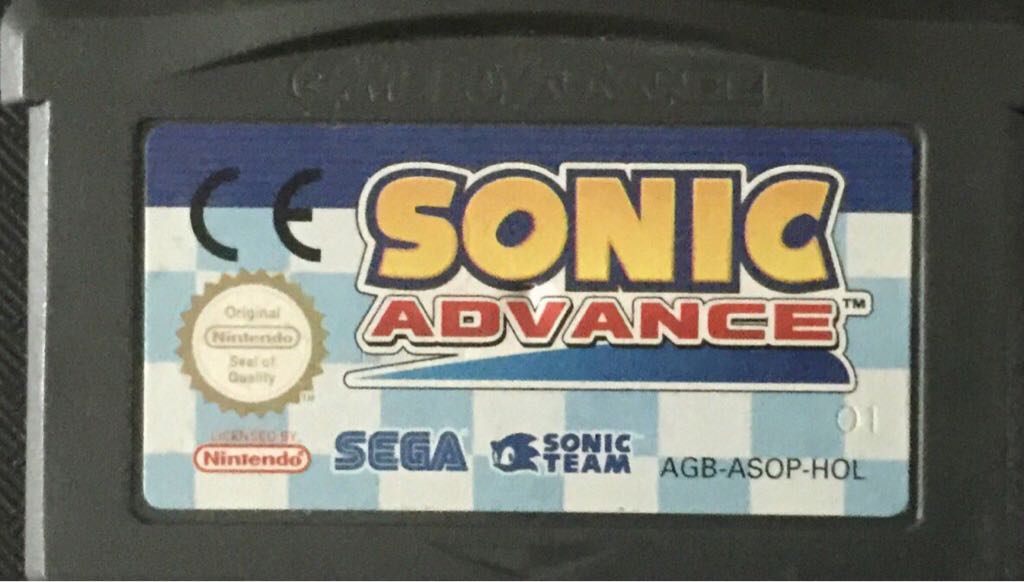 GAME BOY ADVANCE
CE
SONIC
ADVANCE™
Original
Nintendo
Seal of
Quality
TM
LICENSED BY
Nintendo®
SEGA
SONIC
TEAM
AGB-ASOP-HOL
01